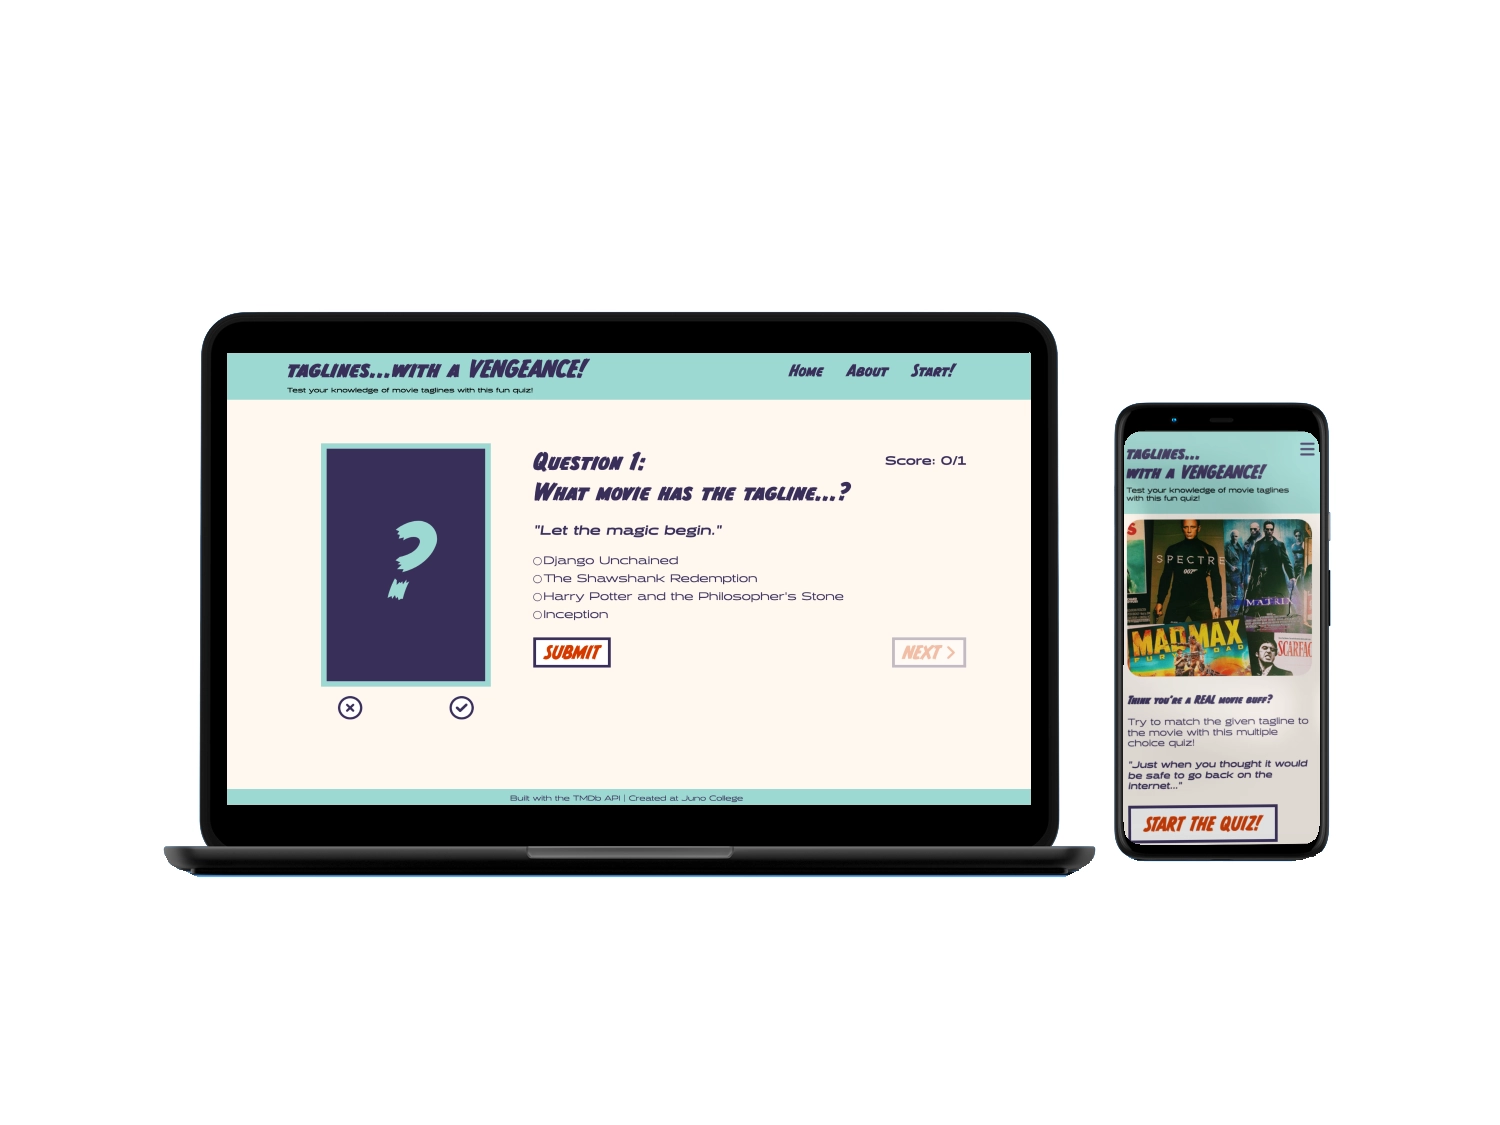 TAGLINES...WITH A VENGEANCE!
Test your knowledge of movie taglines with this fun quiz!
HOME ABOUT START!
QUESTION 1:
Score: 0/1
WHAT MOVIE HAS THE TAGLINE...?
"Let the magic begin."
Django Unchained
The Shawshank Redemption
Harry Potter and the Philosopher's Stone
Inception
SUBMIT
NEXT >
?
Built with the TMDb API | Created at Juno College
TAGLINES...
WITH A VENGEANCE!
Test your knowledge of movie taglines
with this fun quiz!
S
SPECTRE
007
MATRIX
MAD MAX
FUR OAD
SCARFAC
THINK YOU'RE A REAL MOVIE BUFF?
Try to match the given tagline to
the movie with this multiple
choice quiz!
"Just when you thought it would
be safe to go back on the
internet..."
START THE QUIZ!